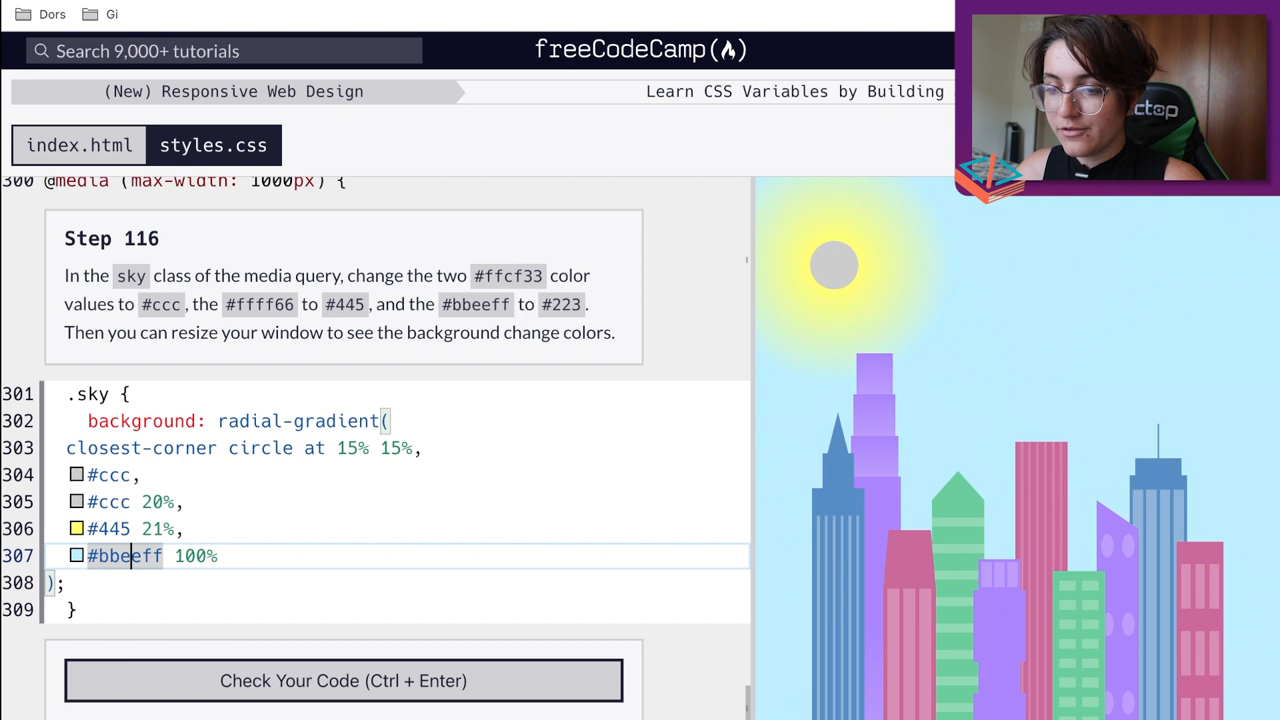 Dors Gi
Search 9,000+ tutorials
freeCodeCamp
(New) Responsive Web Design
Learn CSS Variables by Building
index.html
styles.css
300 @media (max-width: 1000px) {
Step 116
In the sky class of the media query, change the two #ffcf33 color
values to #ccc, the #ffff66 to #445, and the #bbeeff to #223.
Then you can resize your window to see the background change colors.
301 .sky {
302 background: radial-gradient(
303 closest-corner circle at 15% 15%,
304 #ccc,
305 #ccc 20%,
306 #445 21%,
307 #bbeeff 100%
308 );
309 }
Check Your Code (Ctrl + Enter)